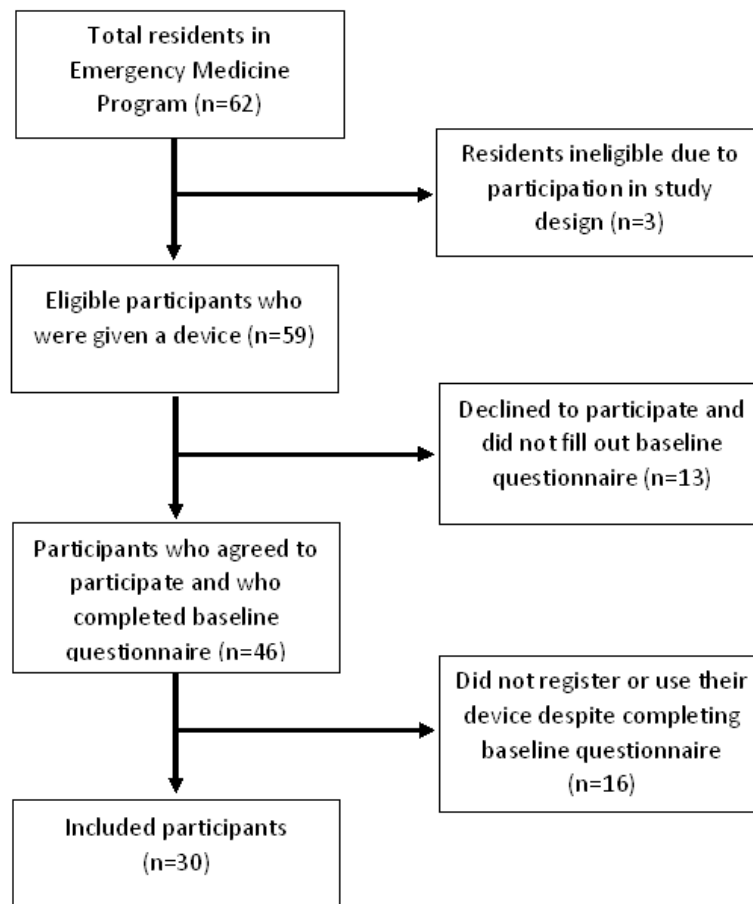 Total residents in
Emergency Medicine
Program (n=62)
Residents ineligible due to
participation in study
design (n=3)
Eligible participants who
were given a device (n=59)
Declined to participate and
did not fill out baseline
questionnaire (n=13)
Participants who agreed to
participate and who
completed baseline
questionnaire (n=46)
Did not register or use their
device despite completing
baseline questionnaire
(n=16)
Included participants
(n=30)